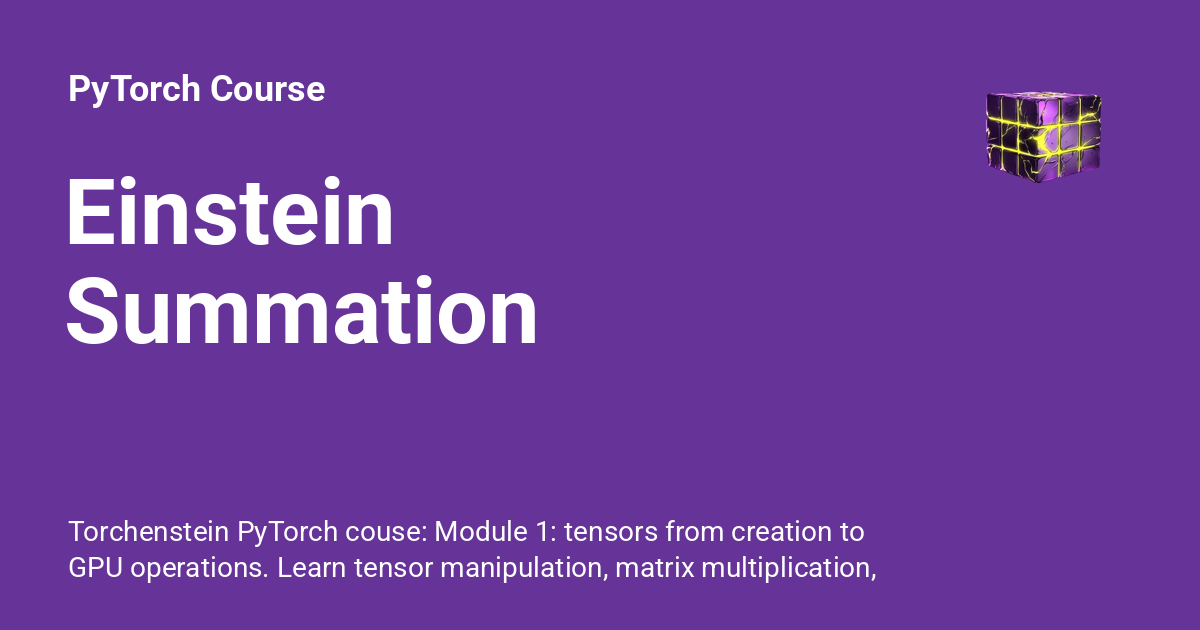 PyTorch Course
Einstein
Summation
Torchenstein PyTorch couse: Module 1: tensors from creation to
GPU operations. Learn tensor manipulation, matrix multiplication,